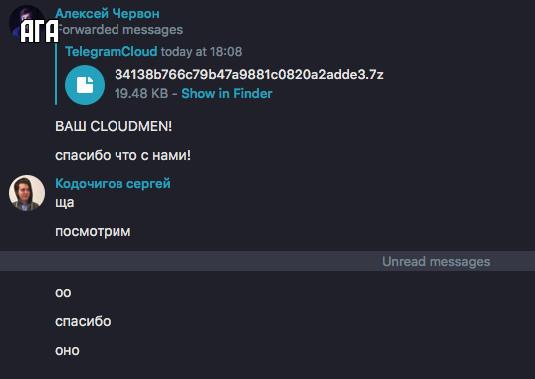 Алексей Червон
АГА
Forwarded messages
TelegramCloud today at 18:08
34138b766c79b47a9881c0820a2adde3.7z
19.48 KB - Show in Finder
ВАШ CLOUDMEN!
спасибо что с нами!
Кодочигов сергей
ща
посмотрим
Unread messages
оо
спасибо
оно